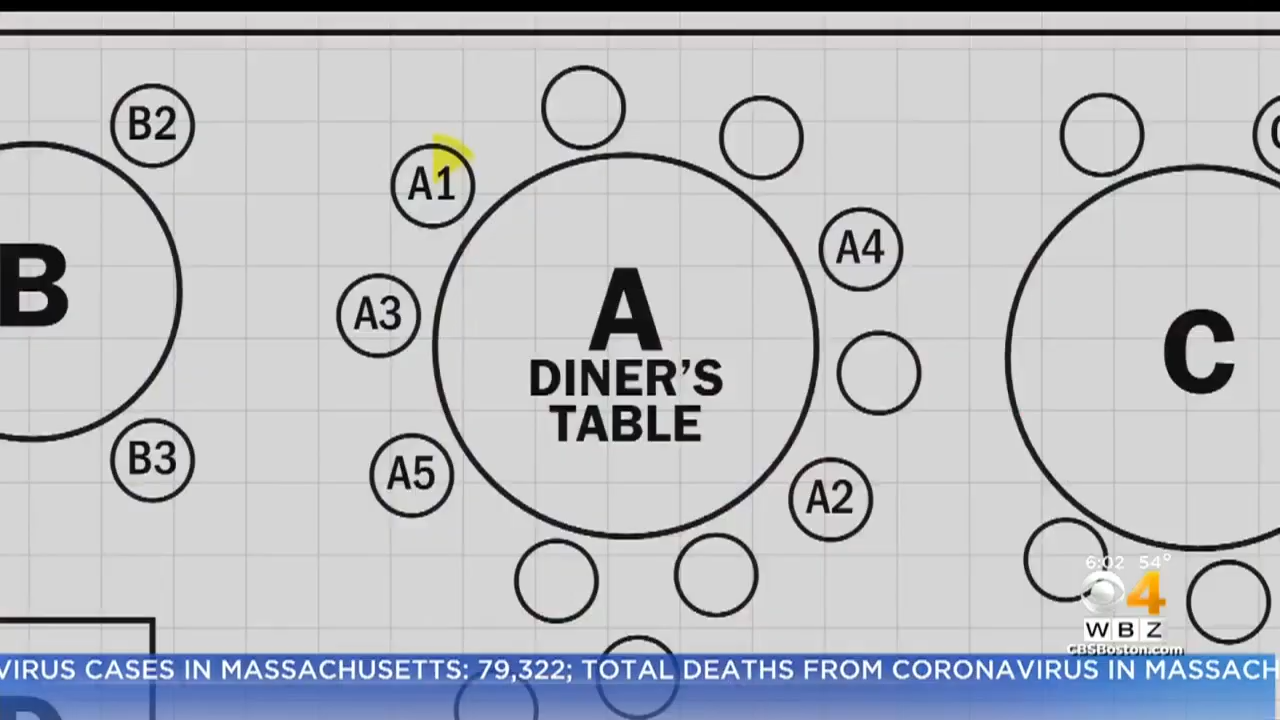 B2
A1
A4
B
A3
A
DINER'S
TABLE
C
B3
A5
A2
6:02 54°
4
WBZ
CBSBoston.com
VIRUS CASES IN MASSACHUSETTS: 79,322; TOTAL DEATHS FROM CORONAVIRUS IN MASSACH